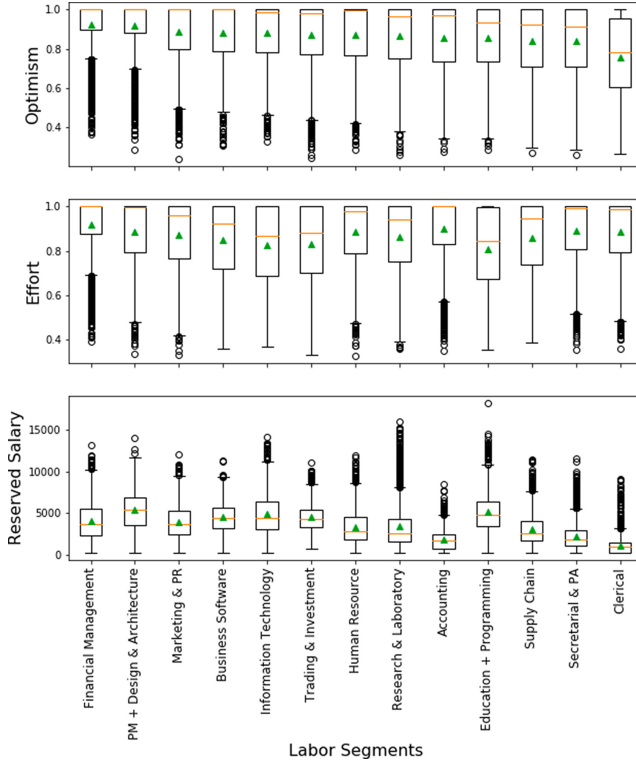 Optimism
1.0
0.8
0.6
0.4
Effort
1.0
0.8
0.6
0.4
Reserved Salary
15000
10000
5000
0
Financial Management
PM + Design & Architecture
Marketing & PR
Business Software
Information Technology
Trading & Investment
Human Resource
Research & Laboratory
Accounting
Education + Programming
Supply Chain
Secretarial & PA
Clerical
Labor Segments